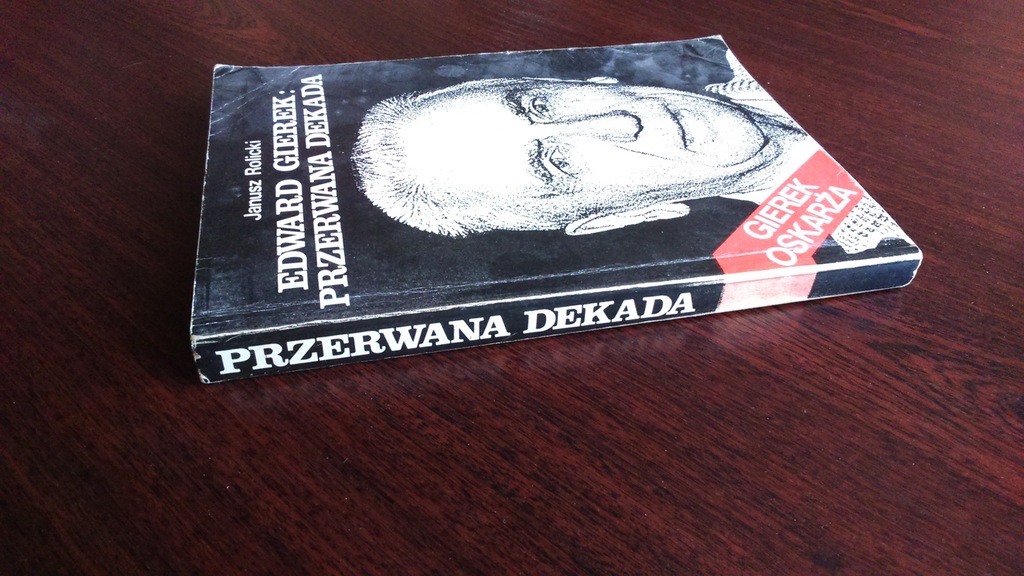 Janusz Rolicki
EDWARD GIEREK:
PRZERWANA DEKADA
GIEREK
OSKARŻA
PRZERWANA DEKADA